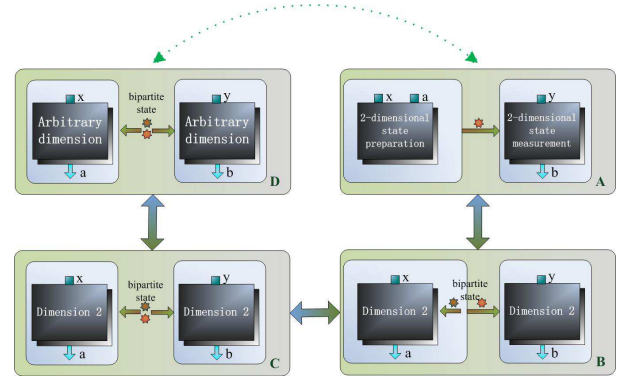 x
bipartite
state
y
Arbitrary
dimension
Arbitrary
dimension
a
b
D
x
a
y
2-dimensional
state
preparation
2-dimensional
state
measurement
b
A
x
bipartite
state
y
Dimension 2
Dimension 2
a
b
C
x
bipartite
state
y
Dimension 2
Dimension 2
a
b
B